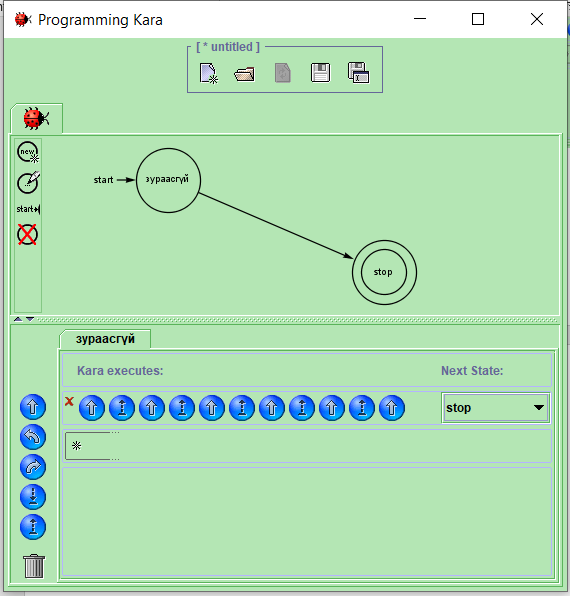 Programming Kara
[ * untitled ]
new
start
start
зураасгүй
stop
зураасгүй
Kara executes:
Next State:
x
stop